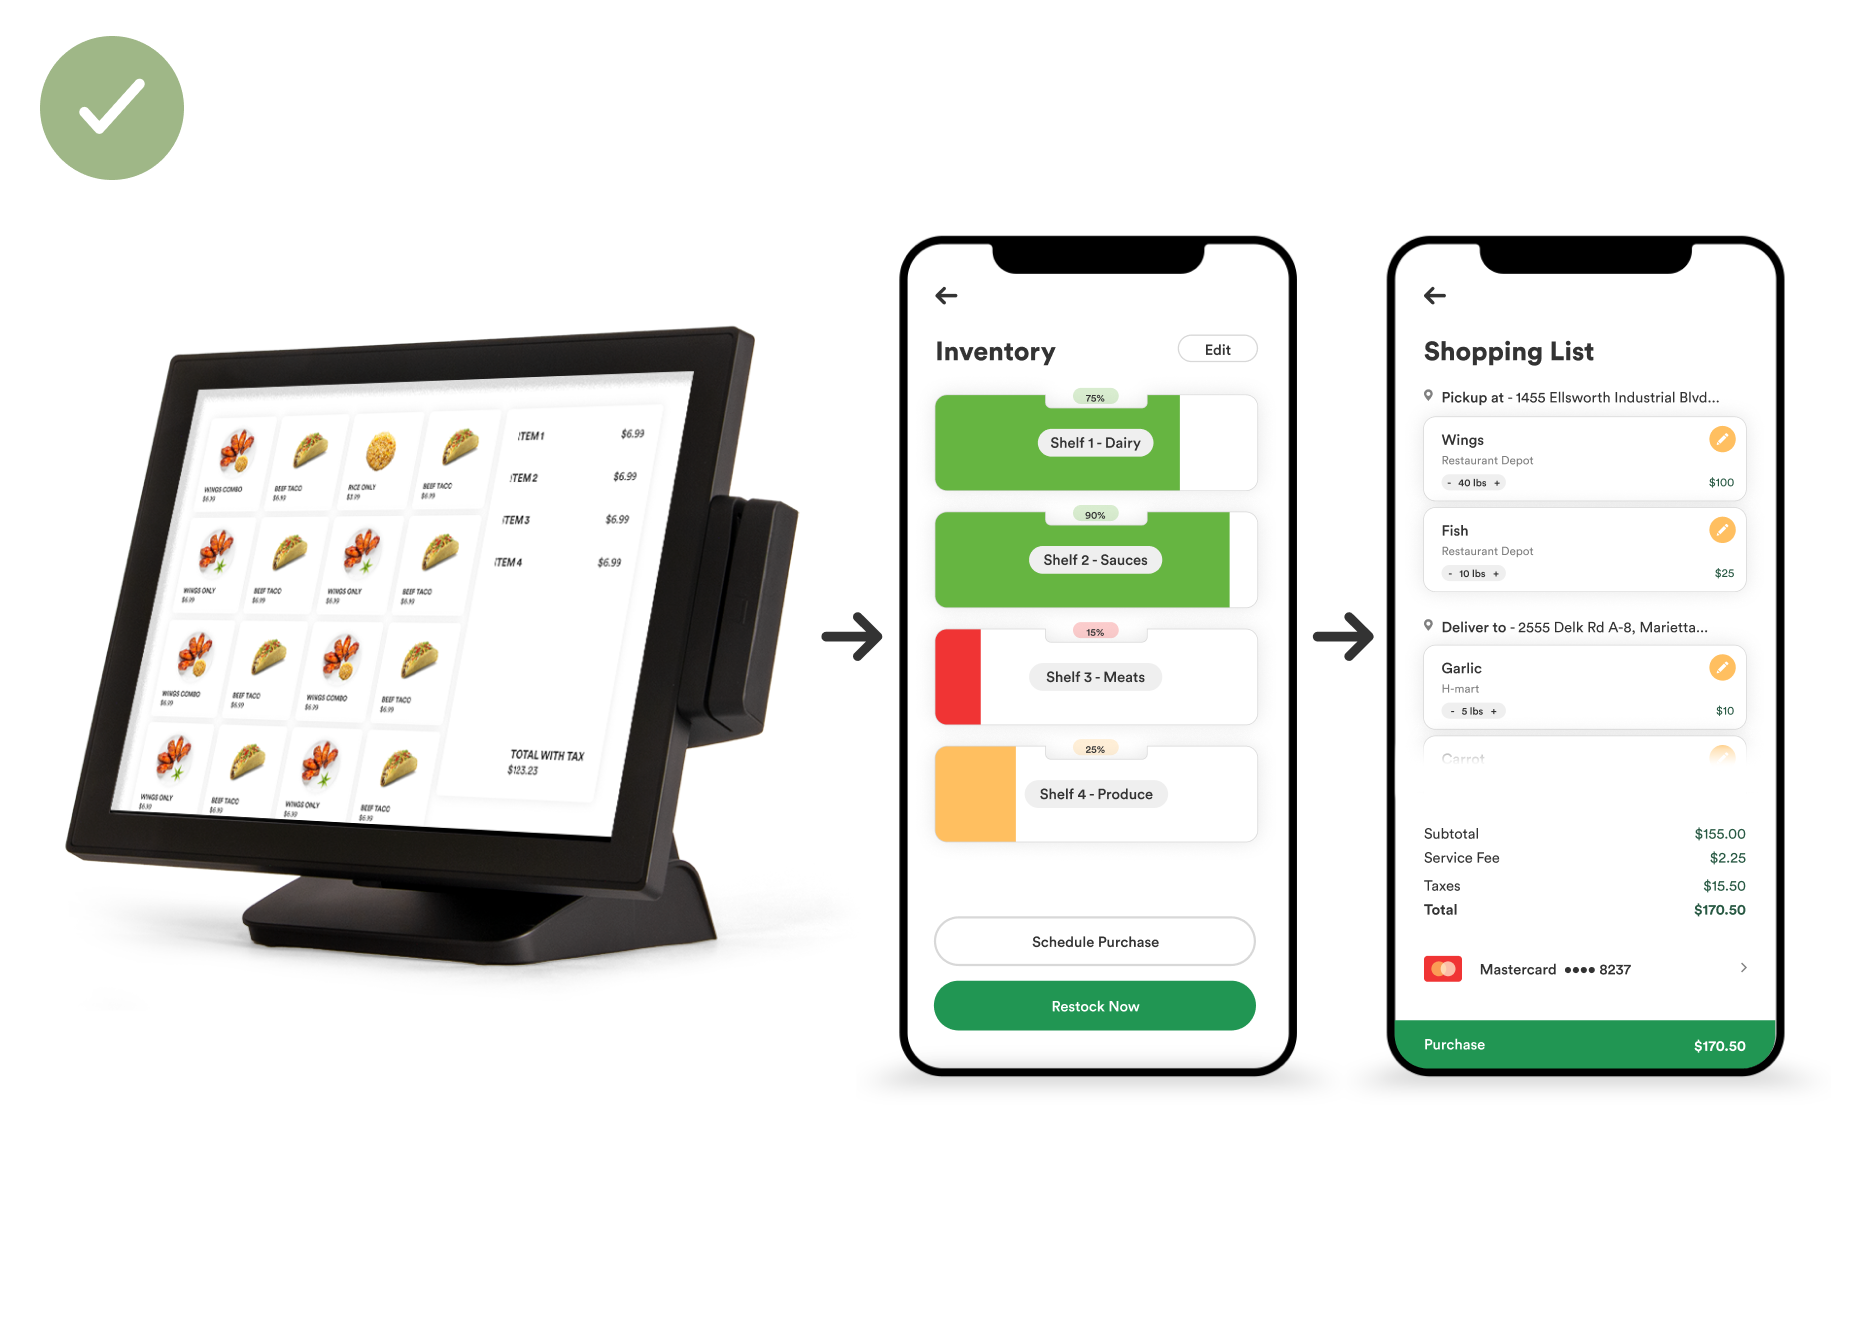 WINGS COMBO
$6.99
BEEF TACO
$6.99
RICE ONLY
$3.99
BEEF TACO
$6.99
WINGS ONLY
$6.99
BEEF TACO
$6.99
WINGS ONLY
$6.99
BEEF TACO
$6.99
WINGS COMBO
$6.99
BEEF TACO
$6.99
WINGS COMBO
$6.99
BEEF TACO
$6.99
WINGS ONLY
$6.99
BEEF TACO
$6.99
WINGS ONLY
$6.99
BEEF TACO
$6.99
ITEM 1 $6.99
ITEM 2 $6.99
ITEM 3 $6.99
ITEM 4 $6.99
TOTAL WITH TAX
$123.23
Inventory Edit
75%
Shelf 1 - Dairy
90%
Shelf 2 - Sauces
15%
Shelf 3 - Meats
25%
Shelf 4 - Produce
Schedule Purchase
Restock Now
Shopping List
Pickup at - 1455 Ellsworth Industrial Blvd...
Wings
Restaurant Depot
- 40 lbs + $100
Fish
Restaurant Depot
- 10 lbs + $25
Deliver to - 2555 Delk Rd A-8, Marietta...
Garlic
H-mart
- 5 lbs + $10
Carrot
Subtotal $155.00
Service Fee $2.25
Taxes $15.50
Total $170.50
Mastercard •••• 8237
Purchase $170.50